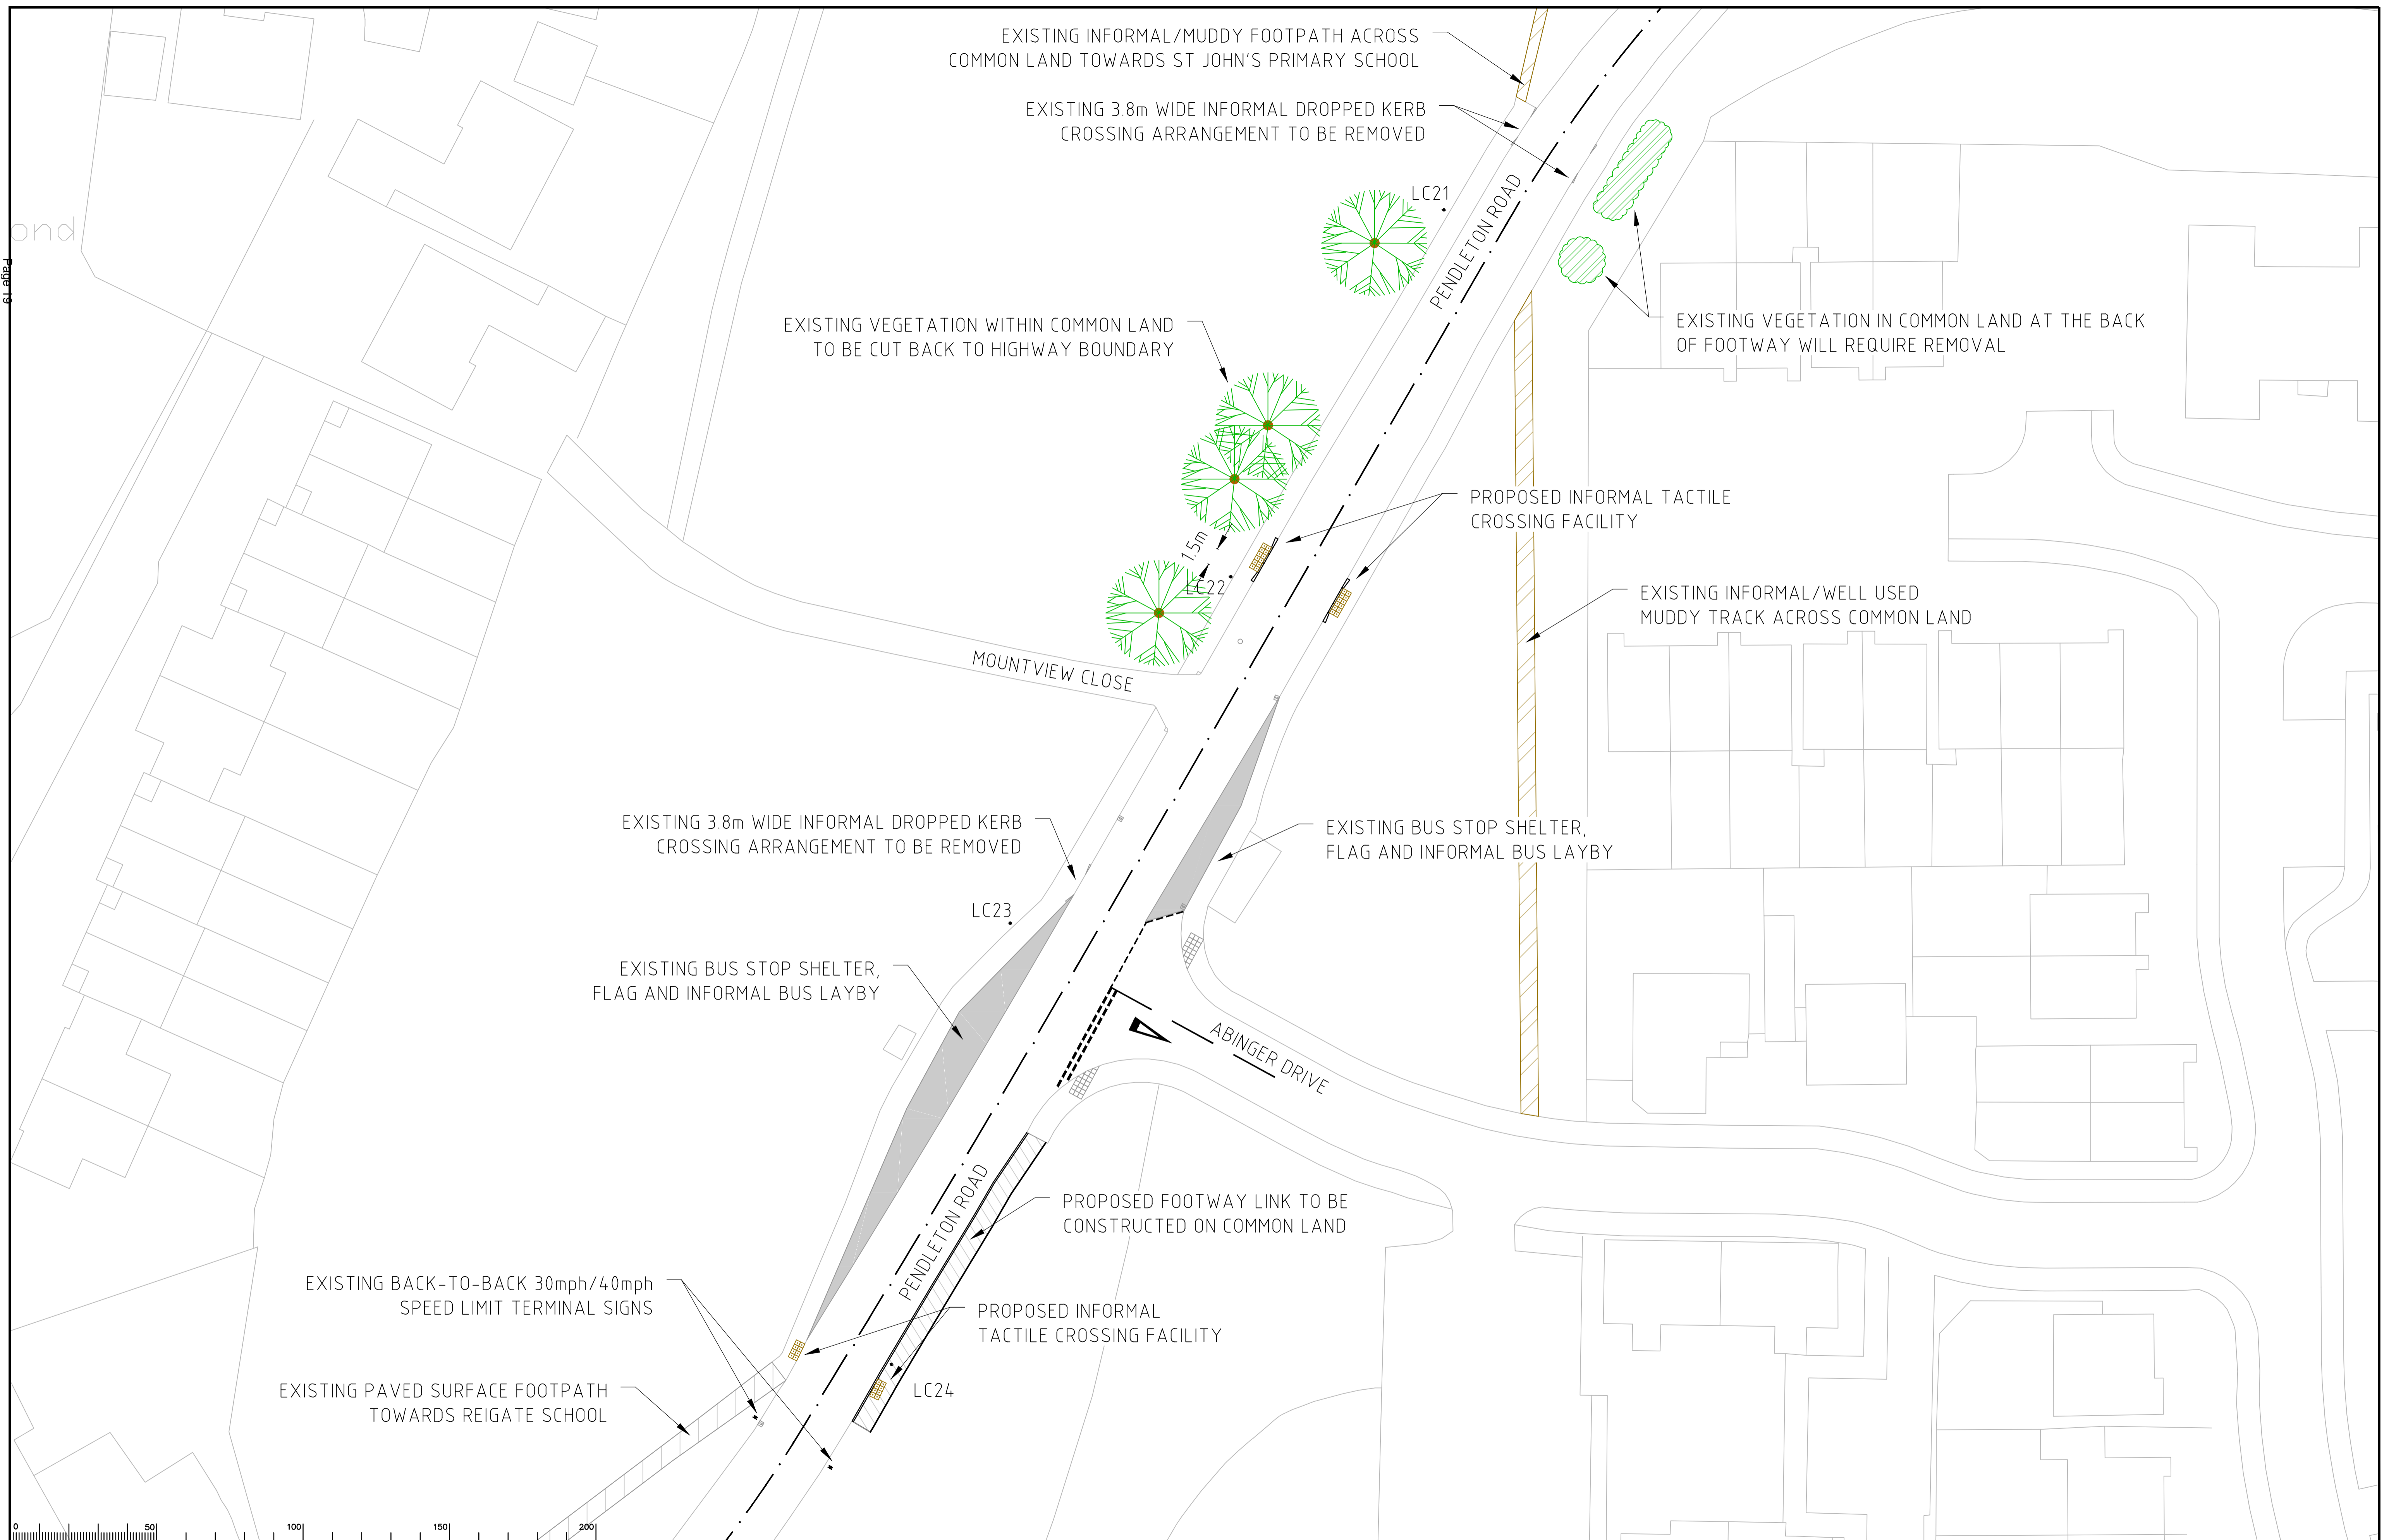 EXISTING INFORMAL/MUDDY FOOTPATH ACROSS
COMMON LAND TOWARDS ST JOHN'S PRIMARY SCHOOL
EXISTING 3.8m WIDE INFORMAL DROPPED KERB
CROSSING ARRANGEMENT TO BE REMOVED
LC21
PENDLETON ROAD
ond
Page 19
EXISTING VEGETATION WITHIN COMMON LAND
TO BE CUT BACK TO HIGHWAY BOUNDARY
EXISTING VEGETATION IN COMMON LAND AT THE BACK
OF FOOTWAY WILL REQUIRE REMOVAL
PROPOSED INFORMAL TACTILE
CROSSING FACILITY
1.5m
LC22
EXISTING INFORMAL/WELL USED
MUDDY TRACK ACROSS COMMON LAND
MOUNTVIEW CLOSE
EXISTING 3.8m WIDE INFORMAL DROPPED KERB
CROSSING ARRANGEMENT TO BE REMOVED
EXISTING BUS STOP SHELTER,
FLAG AND INFORMAL BUS LAYBY
LC23
EXISTING BUS STOP SHELTER,
FLAG AND INFORMAL BUS LAYBY
ABINGER DRIVE
PENDLETON ROAD
PROPOSED FOOTWAY LINK TO BE
CONSTRUCTED ON COMMON LAND
EXISTING BACK-TO-BACK 30mph/40mph
SPEED LIMIT TERMINAL SIGNS
PROPOSED INFORMAL
TACTILE CROSSING FACILITY
EXISTING PAVED SURFACE FOOTPATH
TOWARDS REIGATE SCHOOL
LC24
0 50 100 150 200